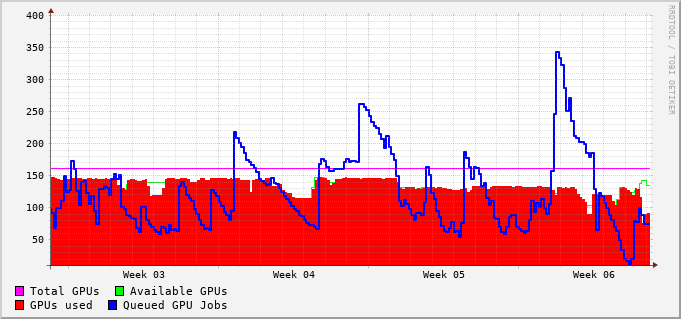 400
350
300
250
200
150
100
50
Week 03 Week 04 Week 05 Week 06
Total GPUs Available GPUs
GPUs used Queued GPU Jobs
RRDTOOL / TOBI OETIKER